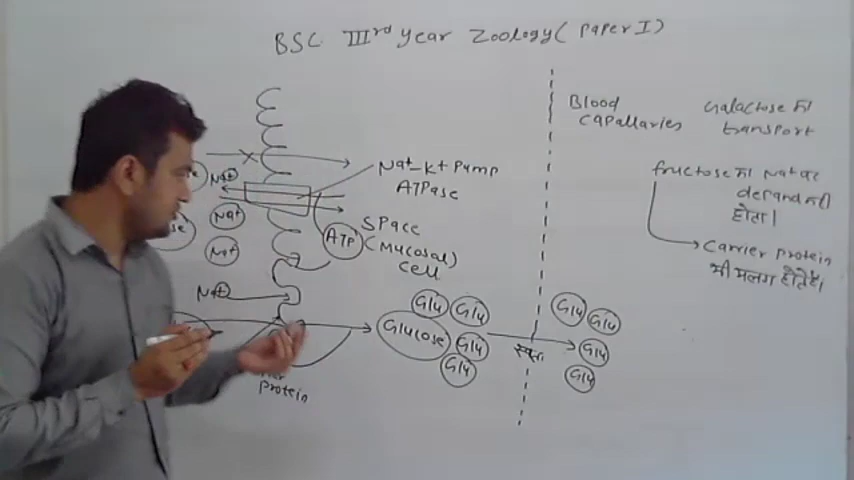 BSC IIIrd year Zoology( Paper I)
Blood
capallaries
Galactose का
transport
fructose का Na+ पर
depand नही
होता।
Carrier protein
भी अलग होते है।
Na+-K+ Pump
ATPase
Na+
Na+
Na+
ATP
Space
(Mucosal)
cell
Na+
Glu
Glu
Glucose
Glu
Glu
protein
Glu
Glu
Glu
Glu